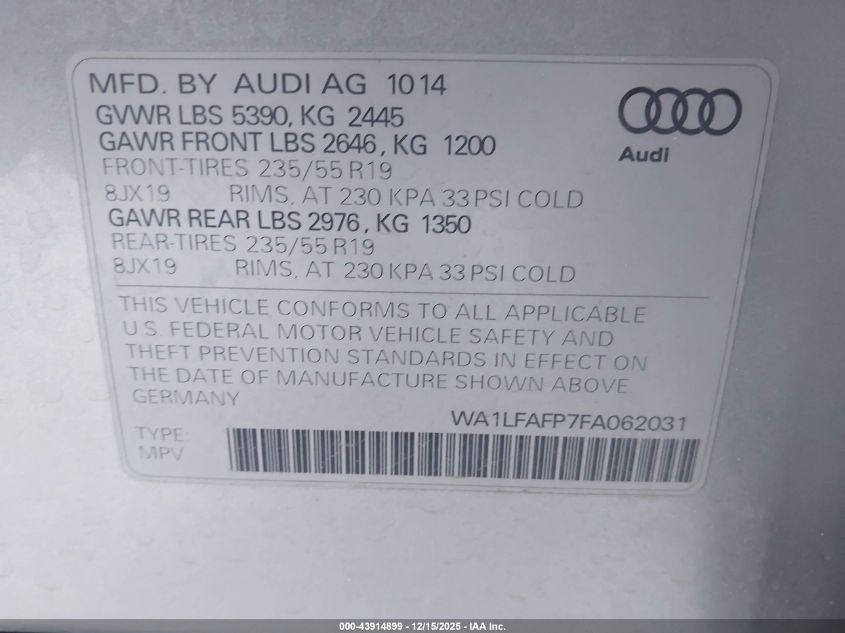 MFD. BY AUDI AG 1014
GVWR LBS 5390, KG 2445
GAWR FRONT LBS 2646, KG 1200
FRONT-TIRES 235/55 R19
8JX19 RIMS, AT 230 KPA 33 PSI COLD
GAWR REAR LBS 2976, KG 1350
REAR-TIRES 235/55 R19
8JX19 RIMS, AT 230 KPA 33 PSI COLD
Audi
THIS VEHICLE CONFORMS TO ALL APPLICABLE
U.S. FEDERAL MOTOR VEHICLE SAFETY AND
THEFT PREVENTION STANDARDS IN EFFECT ON
THE DATE OF MANUFACTURE SHOWN ABOVE.
GERMANY
WA1LFAFP7FA062031
TYPE:
MPV
000-43914899 - 12/15/2025 - IAA Inc.